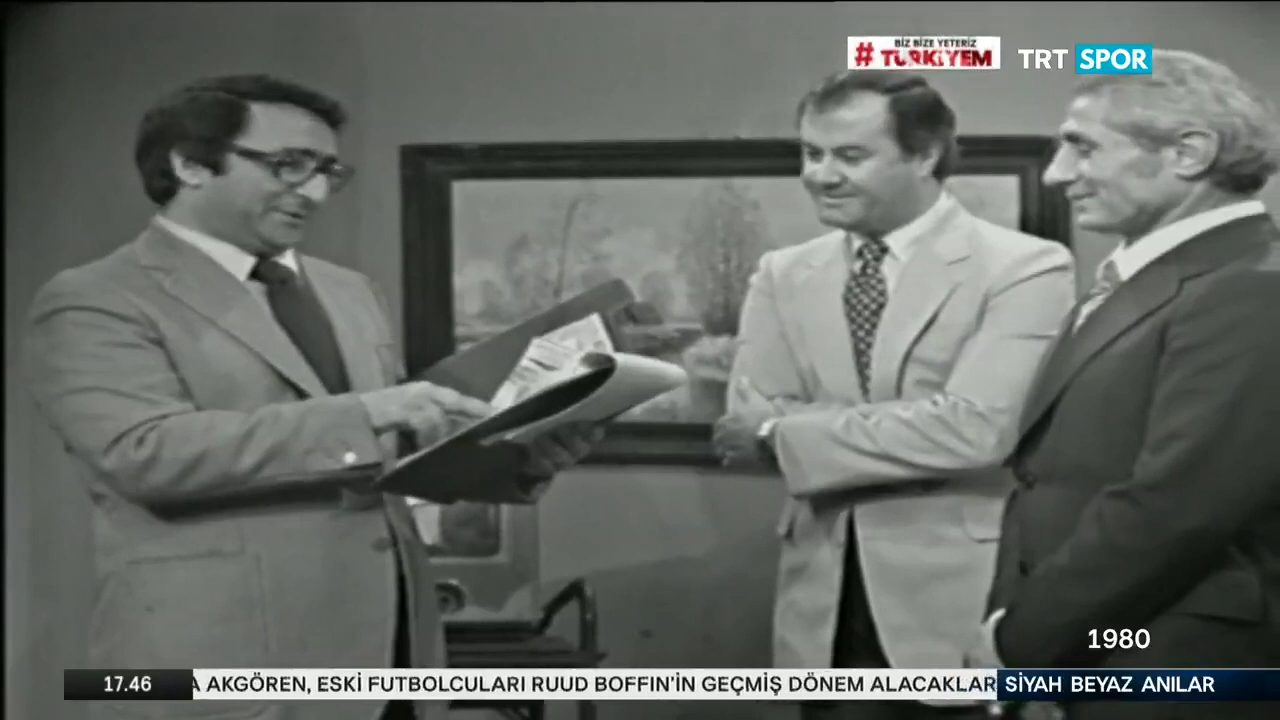 BİZ BİZE YETERİZ
#TÜRKİYEM
TRT SPOR
1980
17.46
A AKGÖREN, ESKİ FUTBOLCULARI RUUD BOFFIN'İN GEÇMİŞ DÖNEM ALACAKLAR
SİYAH BEYAZ ANILAR